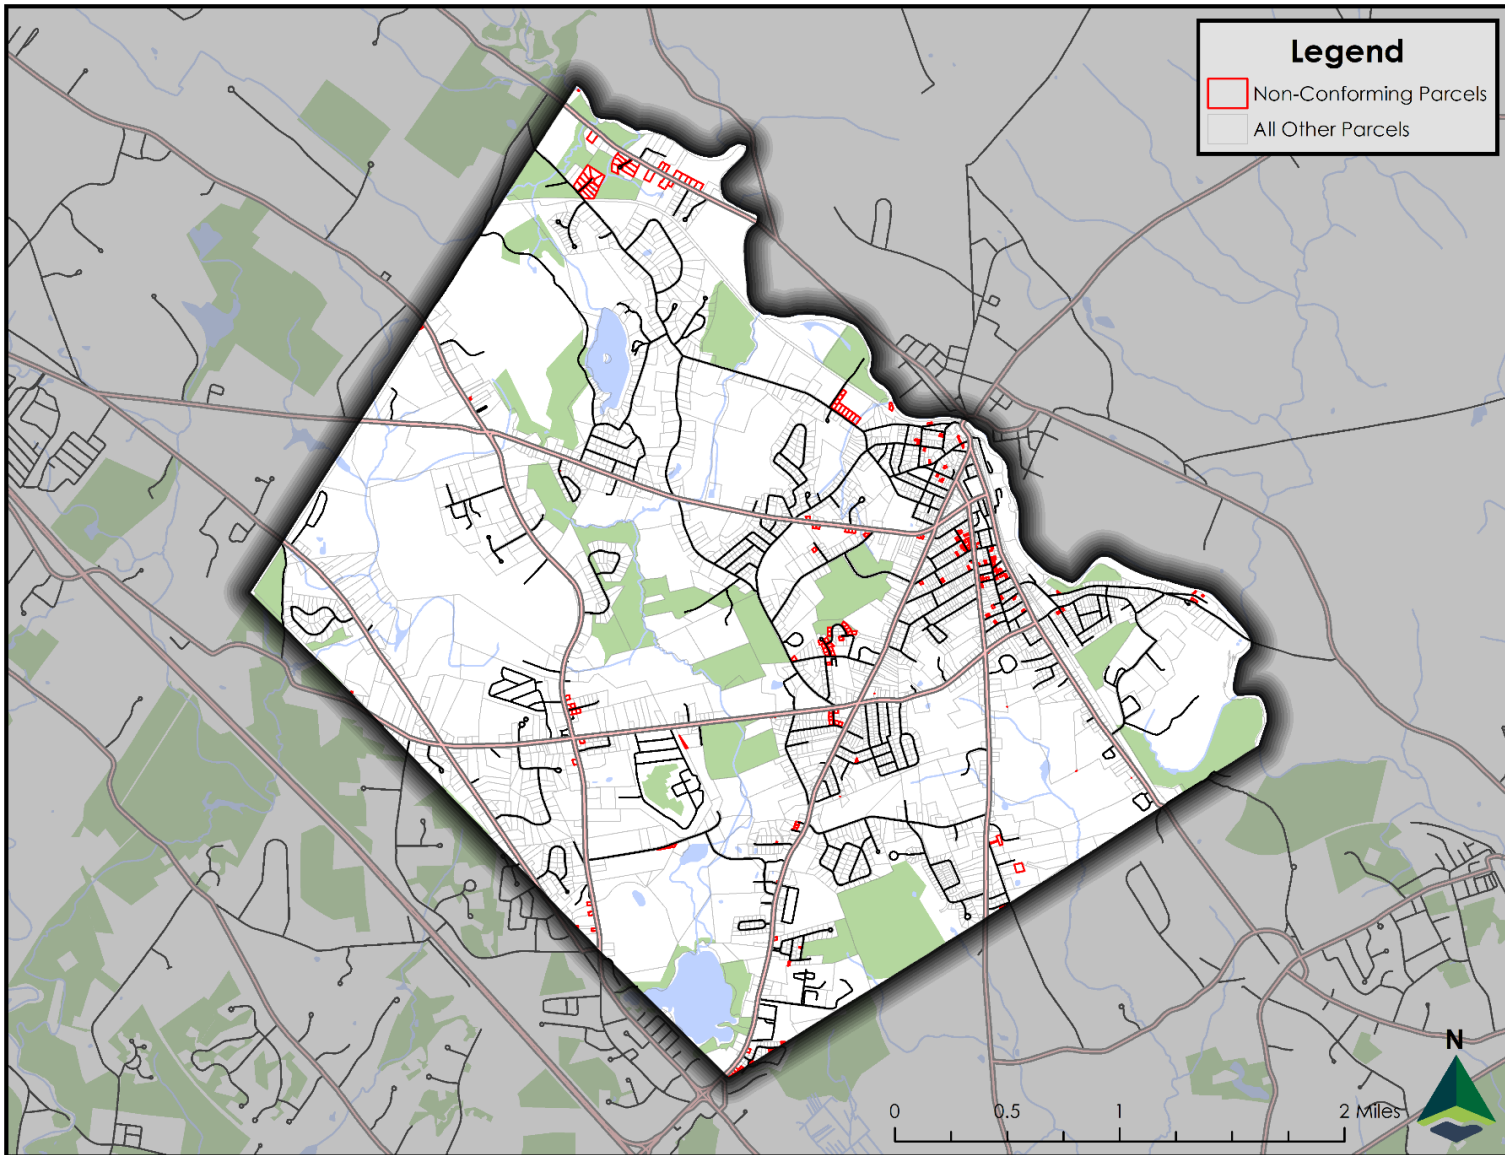 Legend
Non-Conforming Parcels
All Other Parcels
N
0 0.5 1 2 Miles